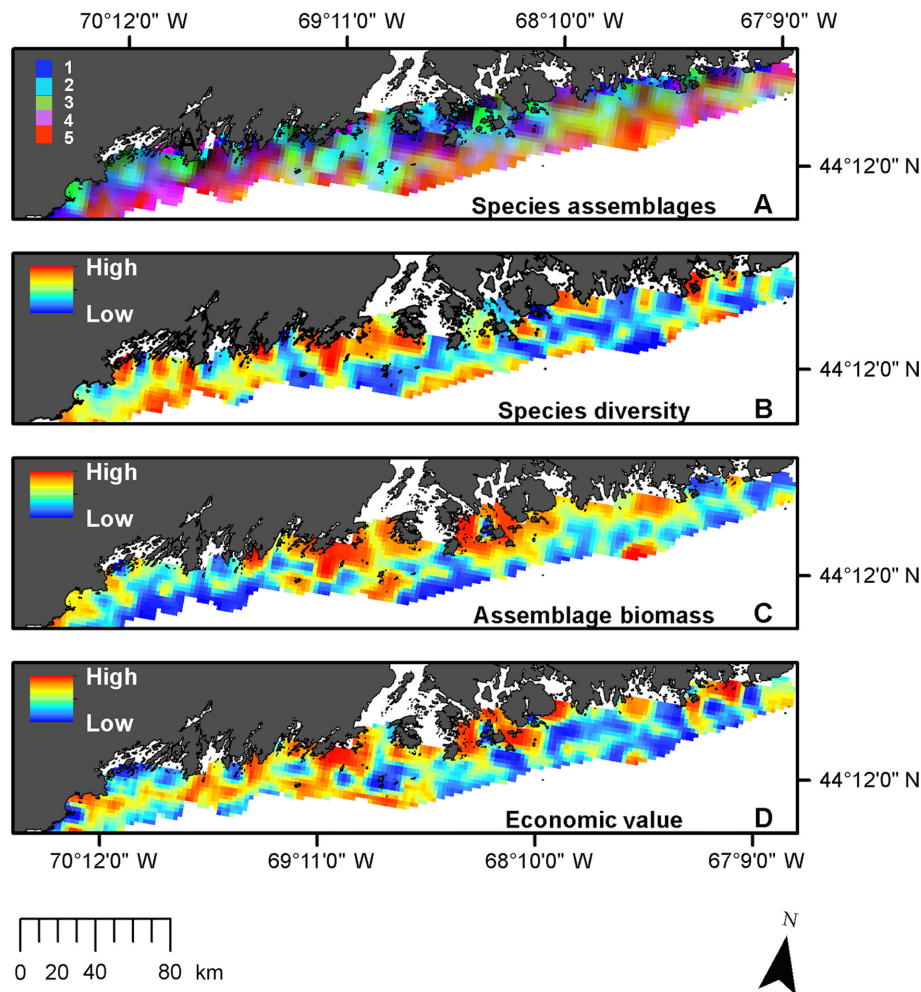 70°12'0" W 69°11'0" W 68°10'0" W 67°9'0" W
1
2
3
4
5
A
44°12'0" N
Species assemblages A
High
Low
44°12'0" N
Species diversity B
High
Low
44°12'0" N
Assemblage biomass C
High
Low
44°12'0" N
Economic value D
70°12'0" W 69°11'0" W 68°10'0" W 67°9'0" W
N
0 20 40 80 km